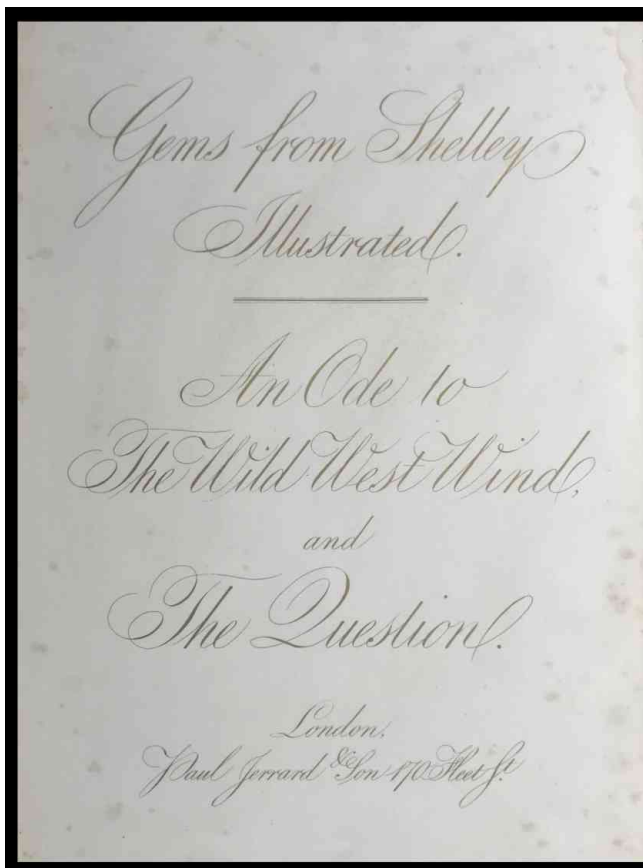 Gems from Shelley
Illustrated.
An Ode to
The Wild West Wind,
and
The Question.
London,
Paul Jerrard & Son 170 Fleet St.